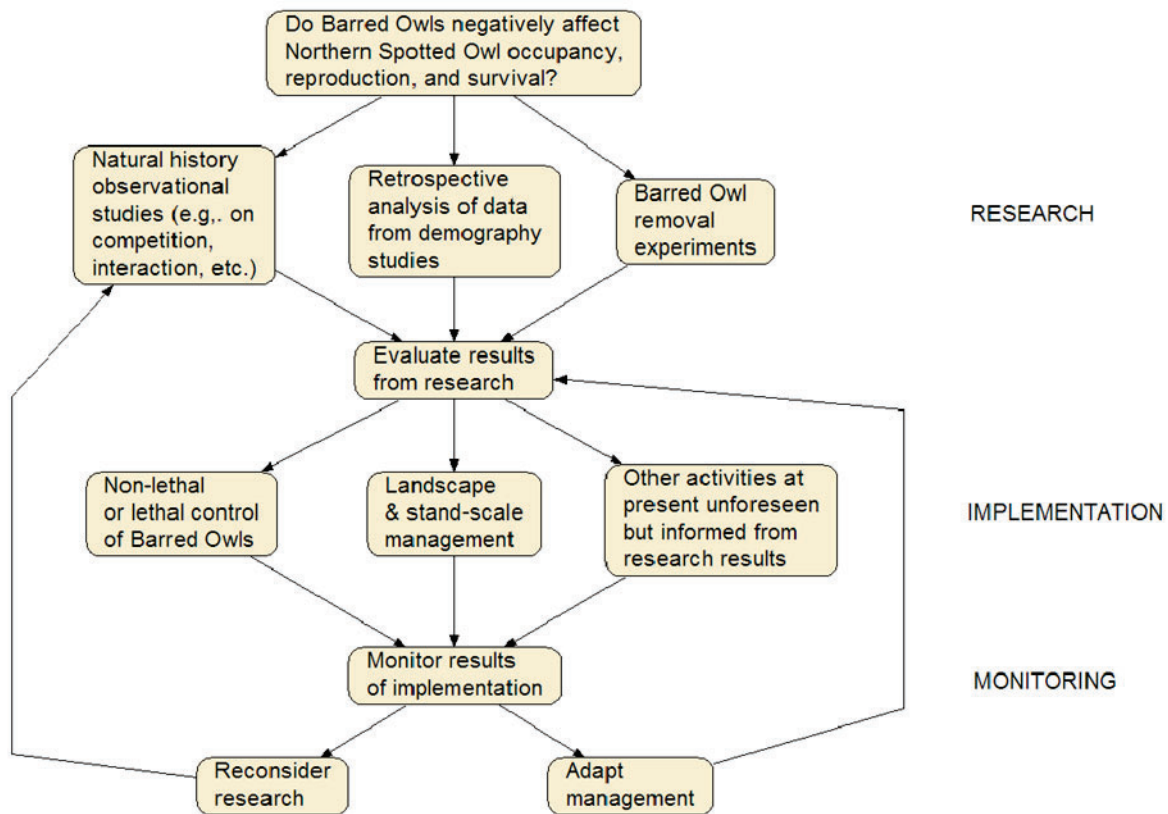 Do Barred Owls negatively affect
Northern Spotted Owl occupancy,
reproduction, and survival?
Natural history
observational
studies (e.g,. on
competition,
interaction, etc.)
Retrospective
analysis of data
from demography
studies
Barred Owl
removal
experiments
RESEARCH
Evaluate results
from research
Non-lethal
or lethal control
of Barred Owls
Landscape
& stand-scale
management
Other activities at
present unforeseen
but informed from
research results
IMPLEMENTATION
Monitor results
of implementation
MONITORING
Reconsider
research
Adapt
management